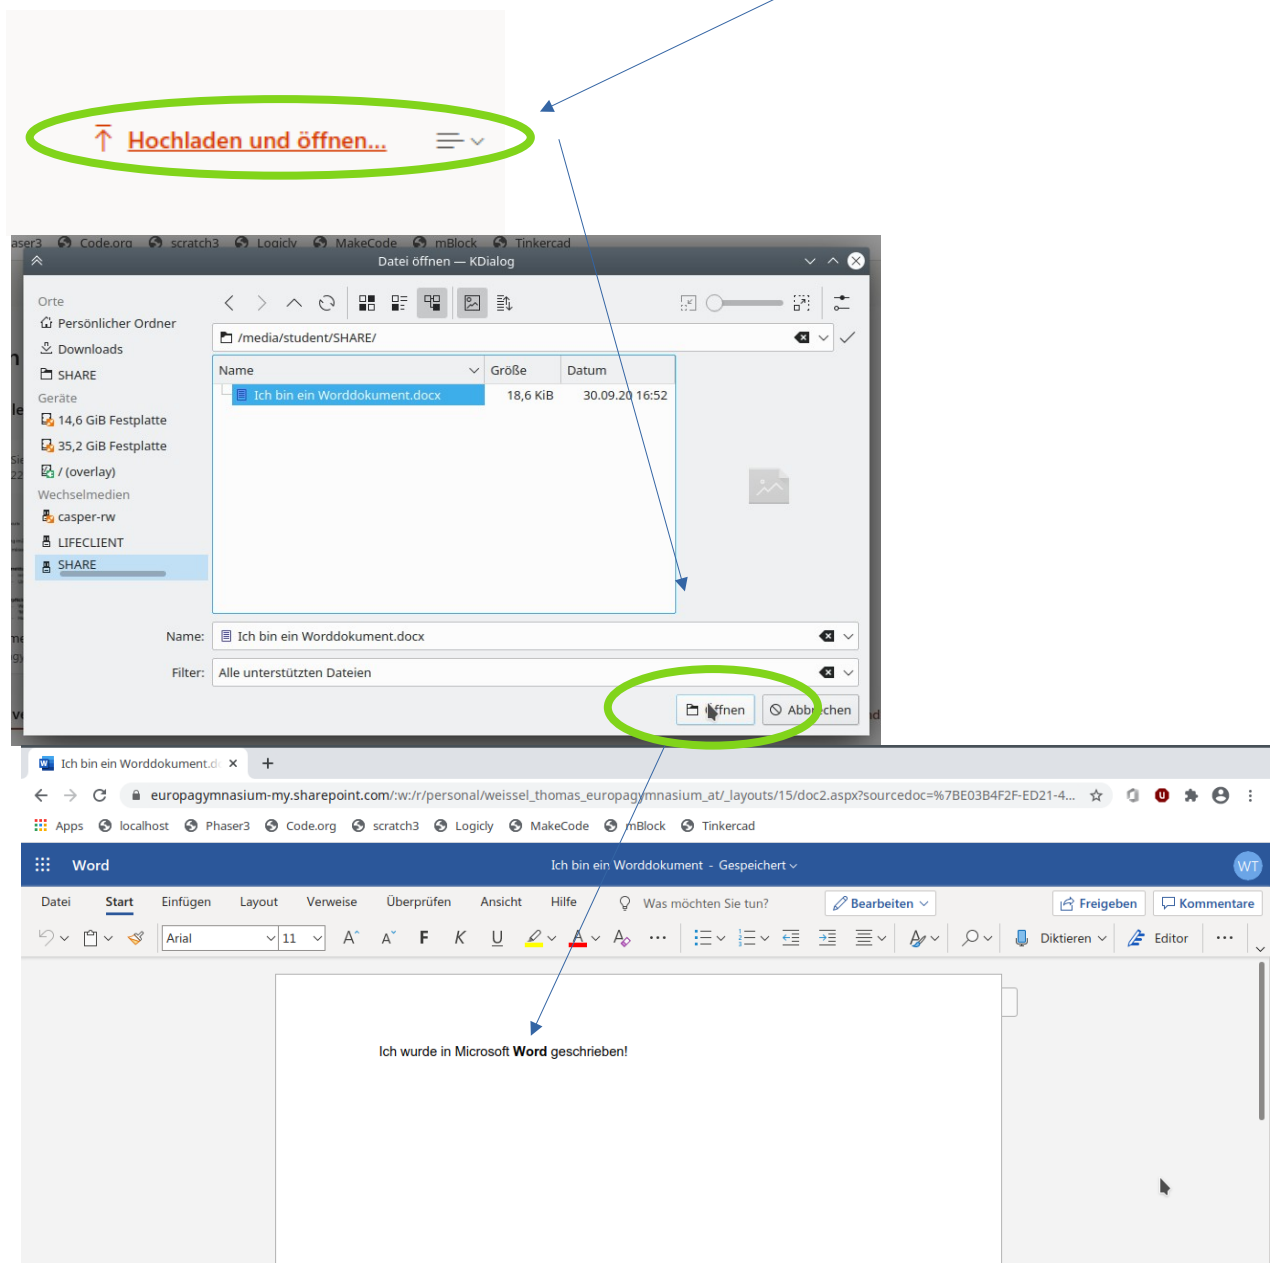 Hochladen und öffnen...
aser3 Code.org scratch3 Logicly MakeCode mBlock Tinkercad
Datei öffnen — KDialog
Orte
Persönlicher Ordner
Downloads
SHARE
Geräte
14,6 GiB Festplatte
35,2 GiB Festplatte
/ (overlay)
Wechselmedien
casper-rw
LIFECLIENT
SHARE
/media/student/SHARE/
Name Größe Datum
Ich bin ein Worddokument.docx 18,6 KiB 30.09.20 16:52
Name: Ich bin ein Worddokument.docx
Filter: Alle unterstützten Dateien
Öffnen Abbrechen
Ich bin ein Worddokument.d
europagymnasium-my.sharepoint.com/:w:/r/personal/weissel_thomas_europagymnasium_at/_layouts/15/doc2.aspx?sourcedoc=%7BE03B4F2F-ED21-4...
Apps localhost Phaser3 Code.org scratch3 Logicly MakeCode mBlock Tinkercad
Word Ich bin ein Worddokument - Gespeichert WT
Datei Start Einfügen Layout Verweise Überprüfen Ansicht Hilfe Was möchten Sie tun? Bearbeiten Freigeben Kommentare
Arial 11 F K U Diktieren Editor
Ich wurde in Microsoft Word geschrieben!